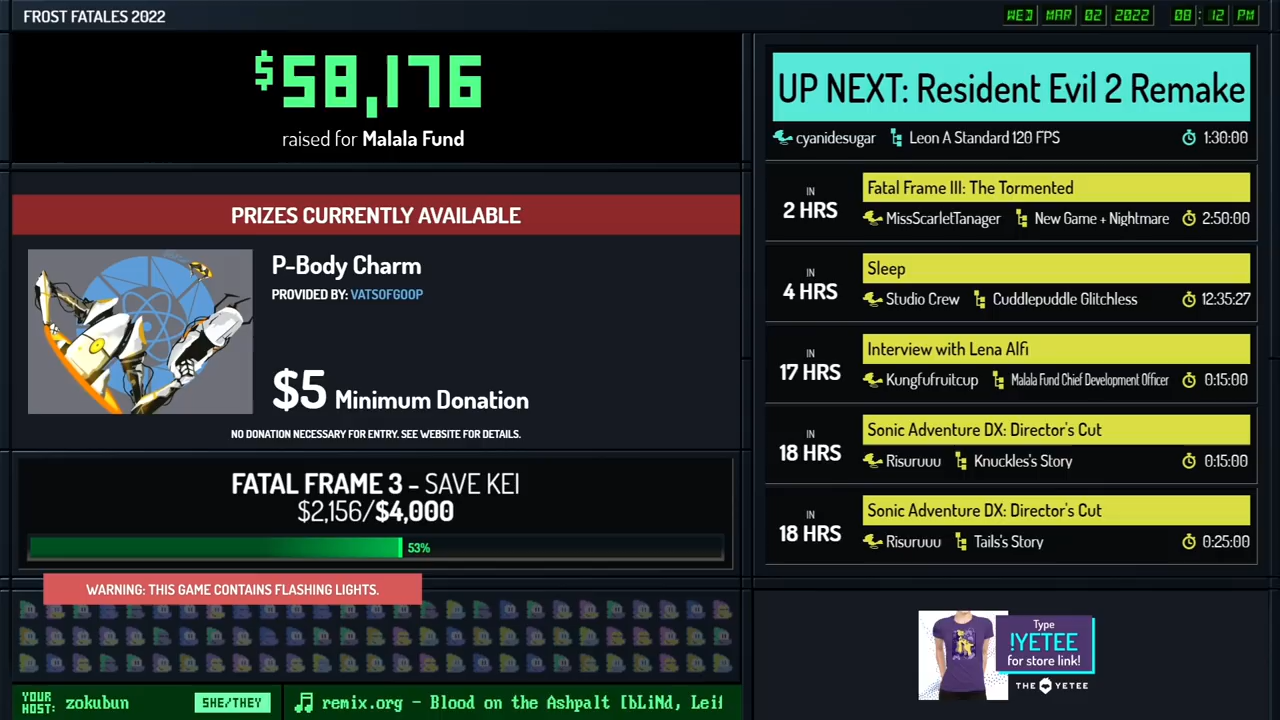 FROST FATALES 2022
WED MAR 02 2022 08:12 PM
$58,176
raised for Malala Fund
PRIZES CURRENTLY AVAILABLE
P-Body Charm
PROVIDED BY: VATSOFGOOP
$5 Minimum Donation
NO DONATION NECESSARY FOR ENTRY. SEE WEBSITE FOR DETAILS.
FATAL FRAME 3 - SAVE KEI
$2,156/$4,000
53%
WARNING: THIS GAME CONTAINS FLASHING LIGHTS.
YOUR HOST: zokubun SHE/THEY
remix.org - Blood on the Ashpalt [bLiNd, Leif
UP NEXT: Resident Evil 2 Remake
cyanidesugar Leon A Standard 120 FPS 1:30:00
IN 2 HRS
Fatal Frame III: The Tormented
MissScarletTanager New Game + Nightmare 2:50:00
IN 4 HRS
Sleep
Studio Crew Cuddlepuddle Glitchless 12:35:27
IN 17 HRS
Interview with Lena Alfi
Kungfufruitcup Malala Fund Chief Development Officer 0:15:00
IN 18 HRS
Sonic Adventure DX: Director's Cut
Risuruuu Knuckles's Story 0:15:00
IN 18 HRS
Sonic Adventure DX: Director's Cut
Risuruuu Tails's Story 0:25:00
Type
!YETEE
for store link!
THE YETEE